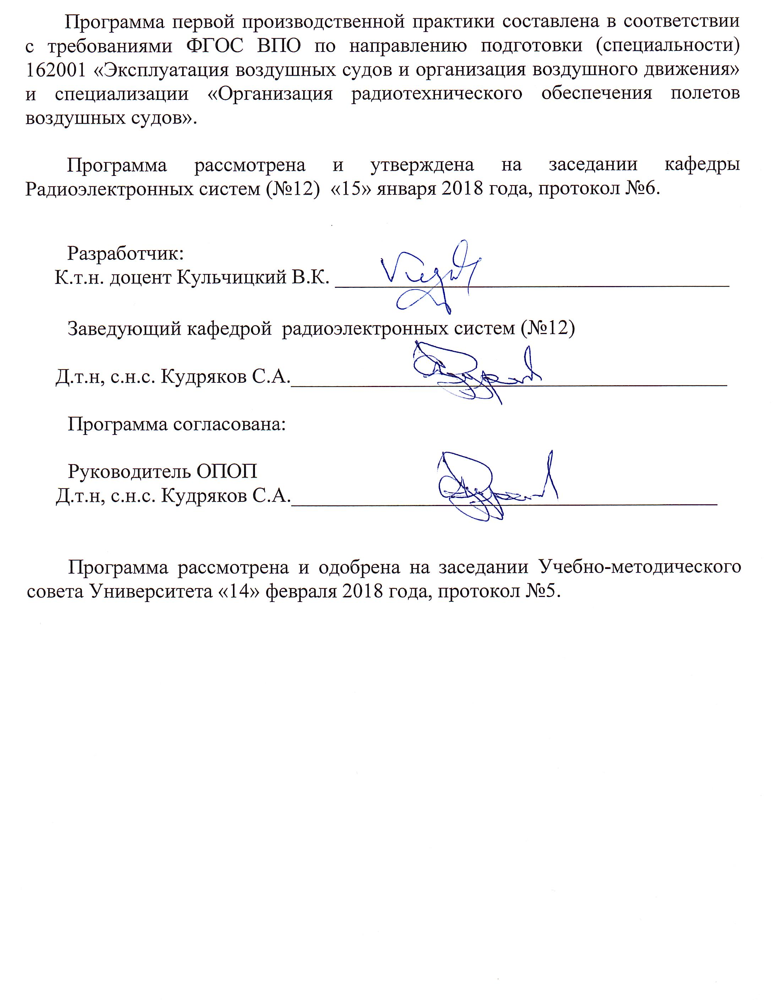 Программа первой производственной практики составлена в соответствии
с требованиями ФГОС ВПО по направлению подготовки (специальности)
162001 «Эксплуатация воздушных судов и организация воздушного движения»
и специализации «Организация радиотехнического обеспечения полетов
воздушных судов».
Программа рассмотрена и утверждена на заседании кафедры
Радиоэлектронных систем (№12) «15» января 2018 года, протокол №6.
Разработчик:
К.т.н. доцент Кульчицкий В.К.
Заведующий кафедрой радиоэлектронных систем (№12)
Д.т.н, с.н.с. Кудряков С.А.
Программа согласована:
Руководитель ОПОП
Д.т.н, с.н.с. Кудряков С.А.
Программа рассмотрена и одобрена на заседании Учебно-методического
совета Университета «14» февраля 2018 года, протокол №5.